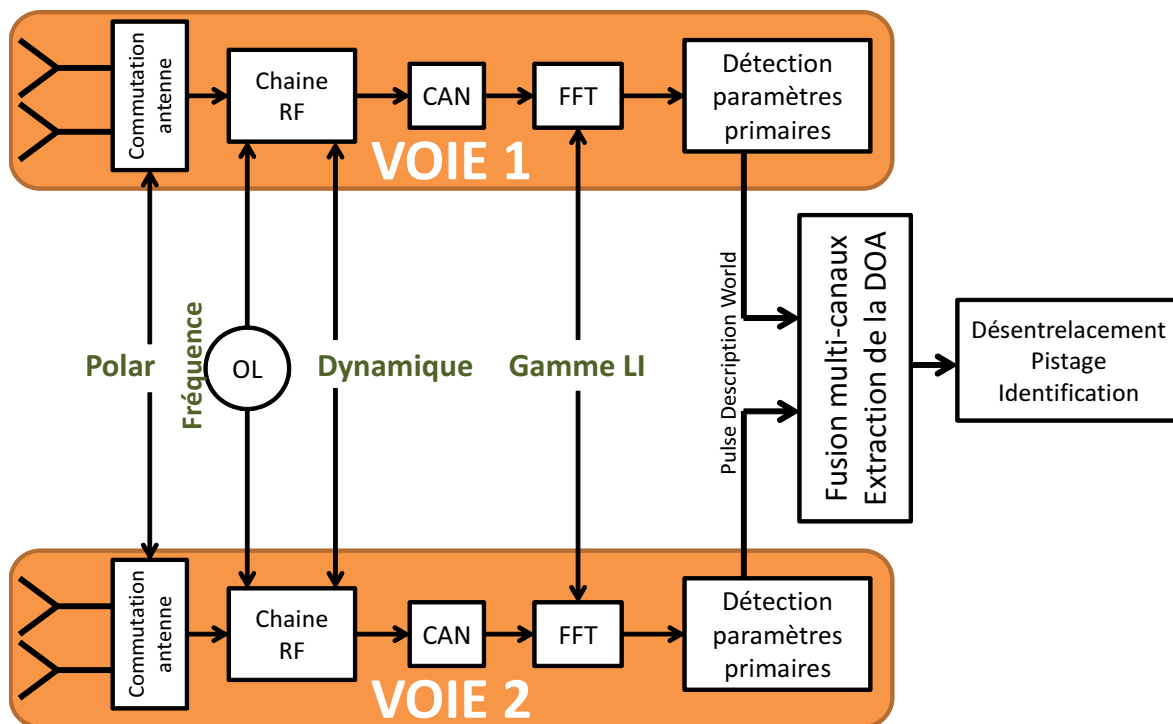 Commutation
antenne
Chaine
RF
CAN
FFT
Détection
paramètres
primaires
VOIE 1
Polar
Fréquence
OL
Dynamique
Gamme LI
Pulse Description World
Fusion multi-canaux
Extraction de la DOA
Désentrelacement
Pistage
Identification
Commutation
antenne
Chaine
RF
CAN
FFT
Détection
paramètres
primaires
VOIE 2